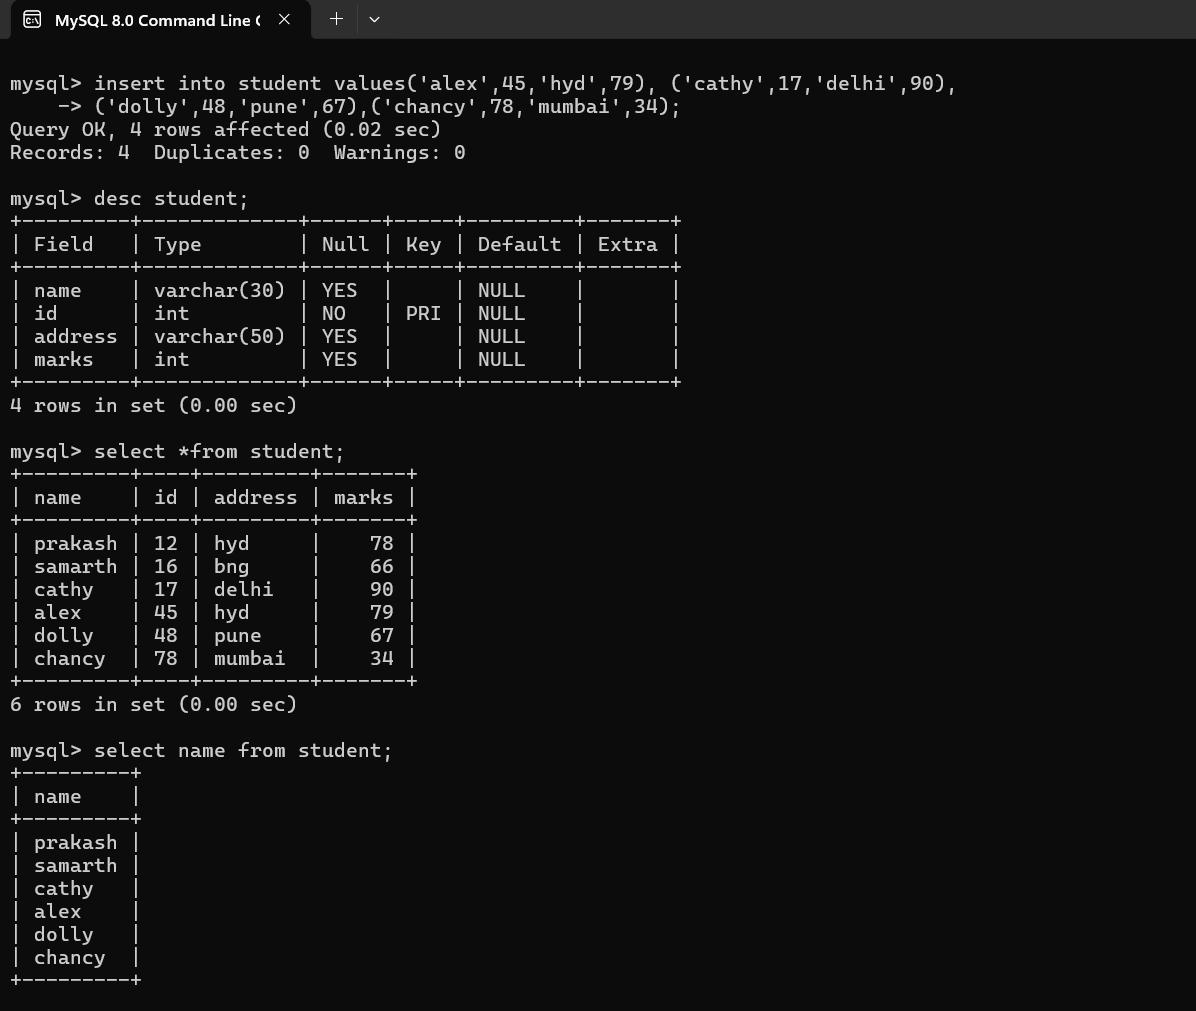 MySQL 8.0 Command Line C
mysql> insert into student values('alex',45,'hyd',79), ('cathy',17,'delhi',90),
    -> ('dolly',48,'pune',67),('chancy',78,'mumbai',34);
Query OK, 4 rows affected (0.02 sec)
Records: 4  Duplicates: 0  Warnings: 0
mysql> desc student;
+---------+-------------+------+-----+---------+-------+
| Field   | Type        | Null | Key | Default | Extra |
+---------+-------------+------+-----+---------+-------+
| name    | varchar(30) | YES  |     | NULL    |       |
| id      | int         | NO   | PRI | NULL    |       |
| address | varchar(50) | YES  |     | NULL    |       |
| marks   | int         | YES  |     | NULL    |       |
+---------+-------------+------+-----+---------+-------+
4 rows in set (0.00 sec)
mysql> select *from student;
+---------+----+---------+-------+
| name    | id | address | marks |
+---------+----+---------+-------+
| prakash | 12 | hyd     |    78 |
| samarth | 16 | bng     |    66 |
| cathy   | 17 | delhi   |    90 |
| alex    | 45 | hyd     |    79 |
| dolly   | 48 | pune    |    67 |
| chancy  | 78 | mumbai  |    34 |
+---------+----+---------+-------+
6 rows in set (0.00 sec)
mysql> select name from student;
+---------+
| name    |
+---------+
| prakash |
| samarth |
| cathy   |
| alex    |
| dolly   |
| chancy  |
+---------+